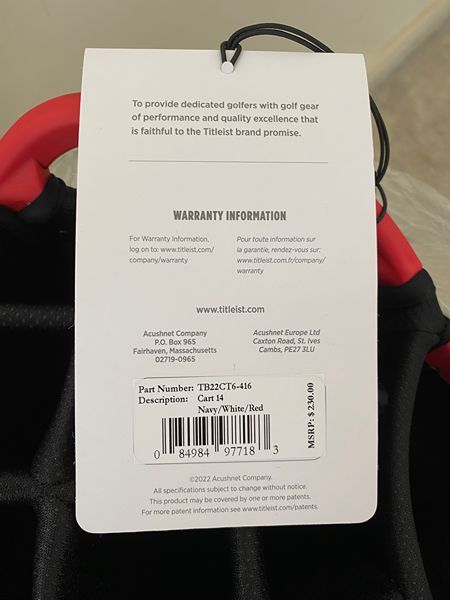 To provide dedicated golfers with golf gear
of performance and quality excellence that
is faithful to the Titleist brand promise.
WARRANTY INFORMATION
For Warranty Information,
log on to: www.titleist.com/
company/warranty
Pour toute information sur
la garantie, rendez-vous sur:
www.titleist.com.fr/company/
warranty
www.titleist.com
Acushnet Company
P.O. Box 965
Fairhaven, Massachusetts
02719-0965
Acushnet Europe Ltd
Caxton Road, St. Ives
Cambs, PE27 3LU
Part Number: TB22CT6-416
Description: Cart 14
Navy/White/Red
0 84984 97718 3
MSRP: $ 230.00
©2022 Acushnet Company.
All specifications subject to change without notice.
This product may be covered by one or more patents.
For more patent information see www.titleist.com/patents.